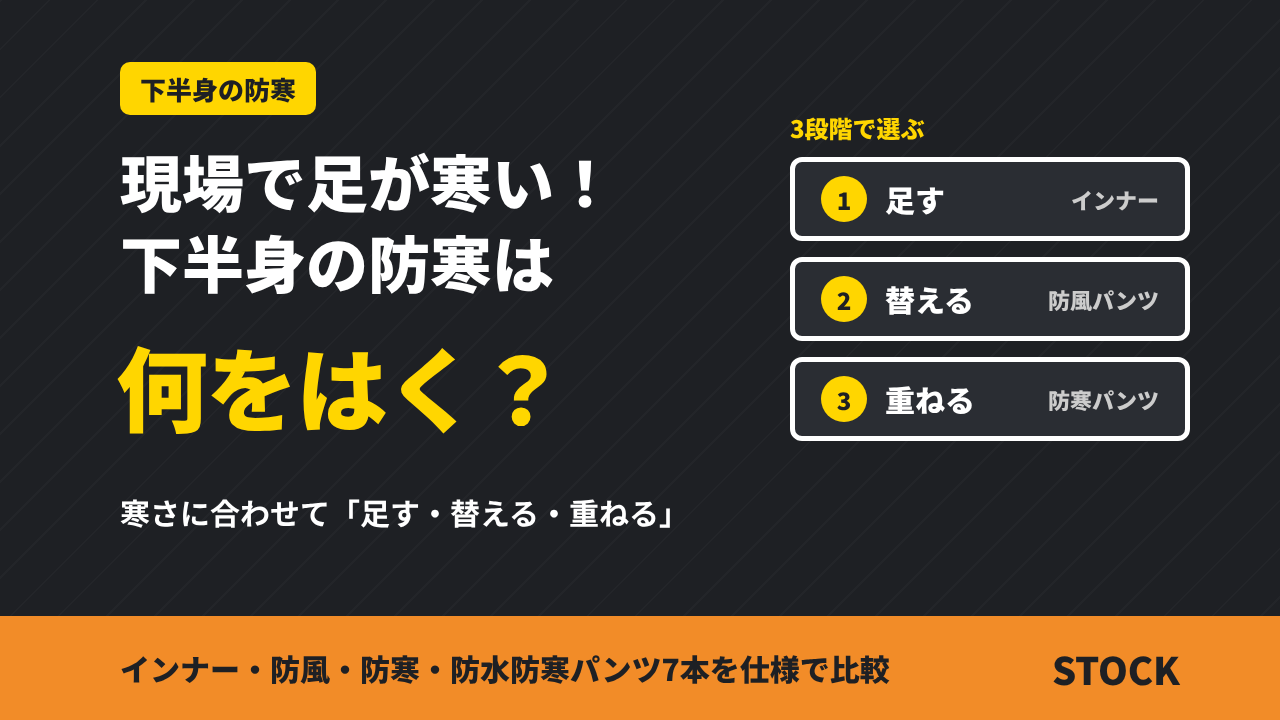 下半身の防寒
現場で足が寒い！
下半身の防寒は
何をはく？
寒さに合わせて「足す・替える・重ねる」
3段階で選ぶ
1 足す インナー
2 替える 防風パンツ
3 重ねる 防寒パンツ
インナー・防風・防寒・防水防寒パンツ7本を仕様で比較
STOCK